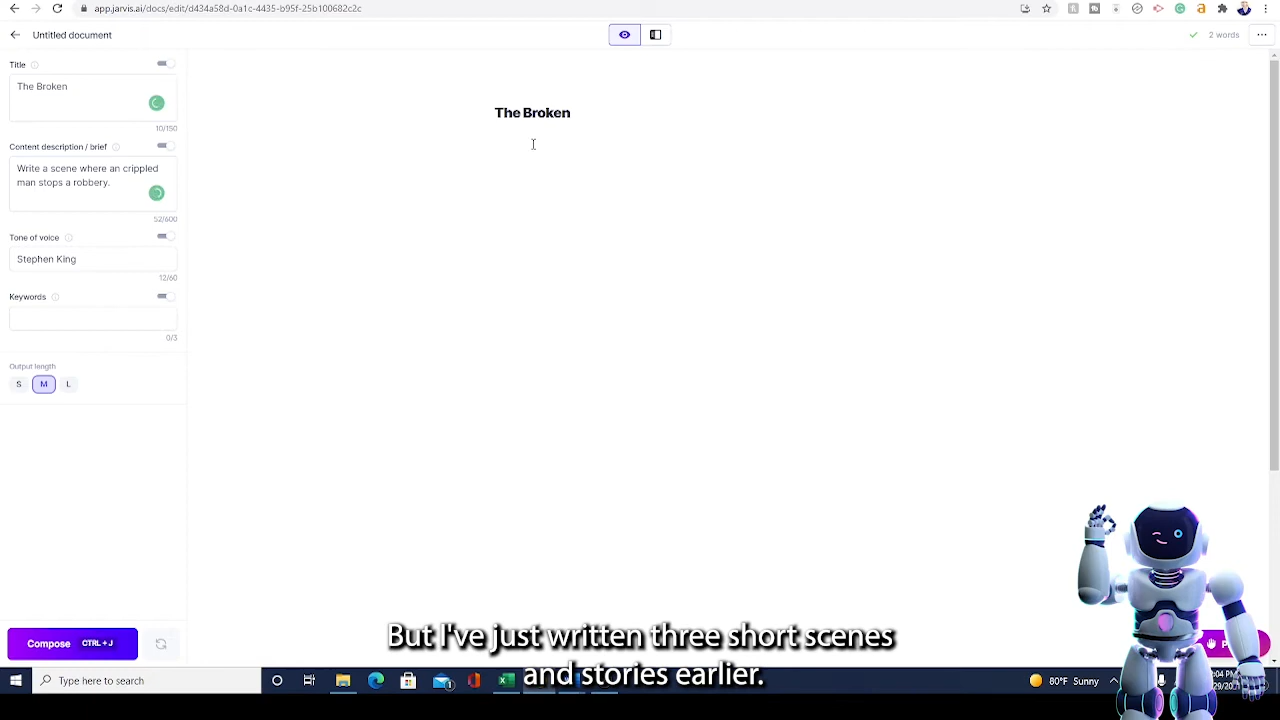 app.jarvis.ai/docs/edit/d434a58d-0a1c-4435-b95f-25b100682c2c
Untitled document
2 words
Title
The Broken
10/150
Content description / brief
Write a scene where an crippled
man stops a robbery.
52/600
Tone of voice
Stephen King
12/60
Keywords
0/3
Output length
S M L
The Broken
Compose CTRL + J
But I've just written three short scenes
and stories earlier.
Type here to search
80°F Sunny